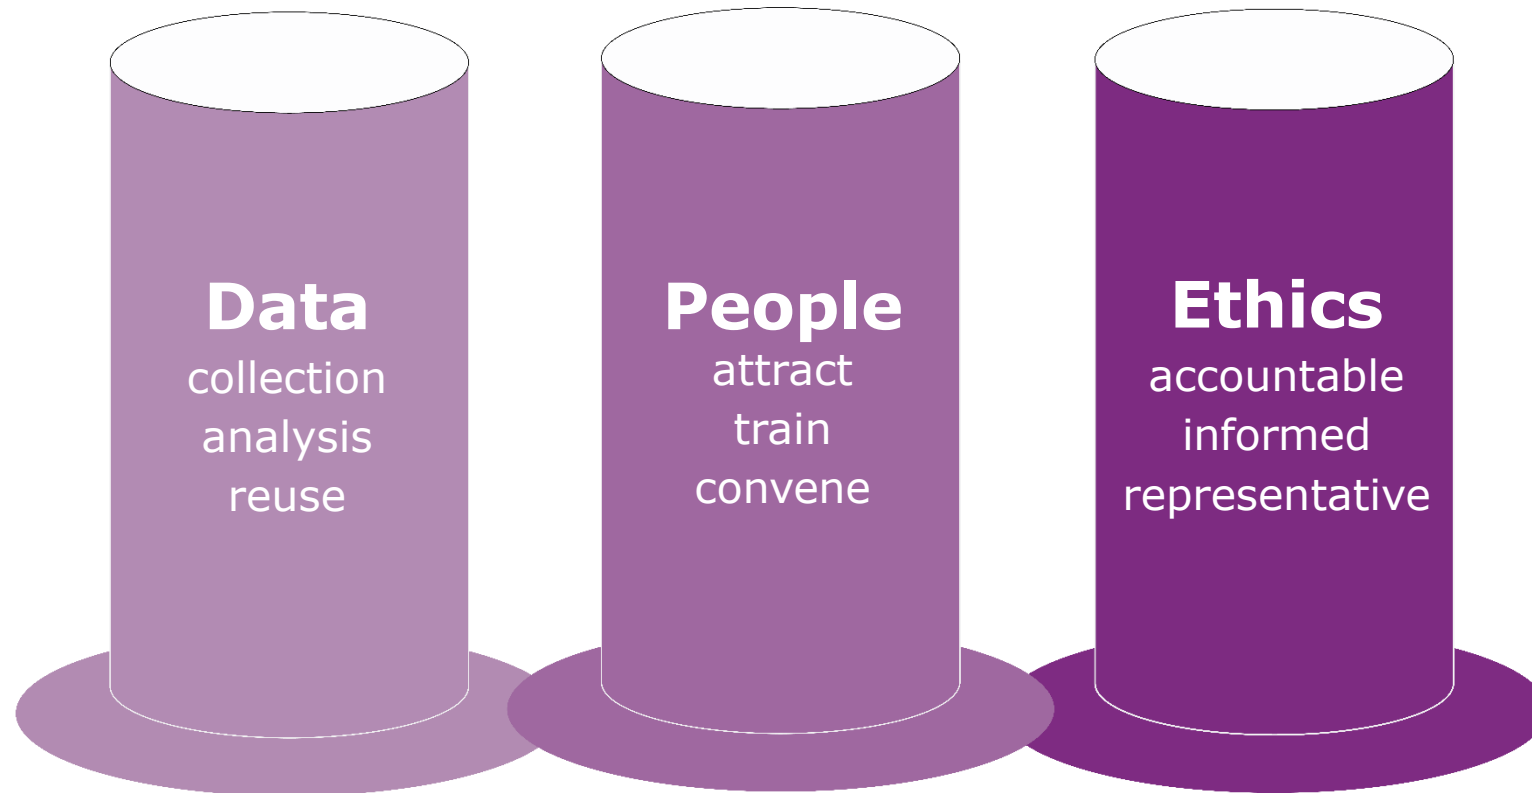 Data
collection
analysis
reuse
People
attract
train
convene
Ethics
accountable
informed
representative